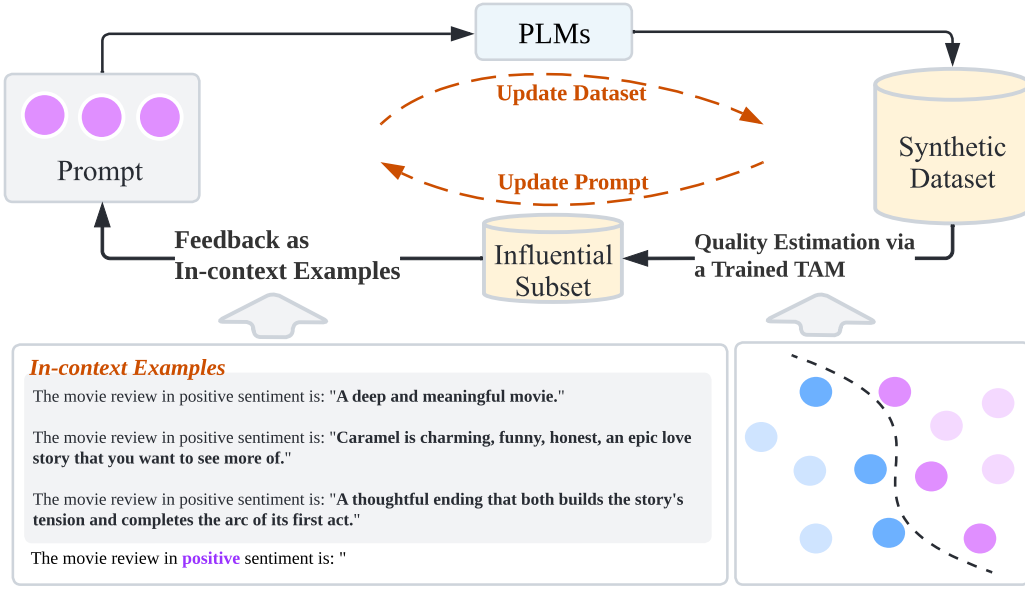 PLMs
Update Dataset
Prompt
Synthetic
Dataset
Update Prompt
Feedback as
In-context Examples
Influential
Subset
Quality Estimation via
a Trained TAM
In-context Examples
The movie review in positive sentiment is: "A deep and meaningful movie."
The movie review in positive sentiment is: "Caramel is charming, funny, honest, an epic love
story that you want to see more of."
The movie review in positive sentiment is: "A thoughtful ending that both builds the story's
tension and completes the arc of its first act."
The movie review in positive sentiment is: "